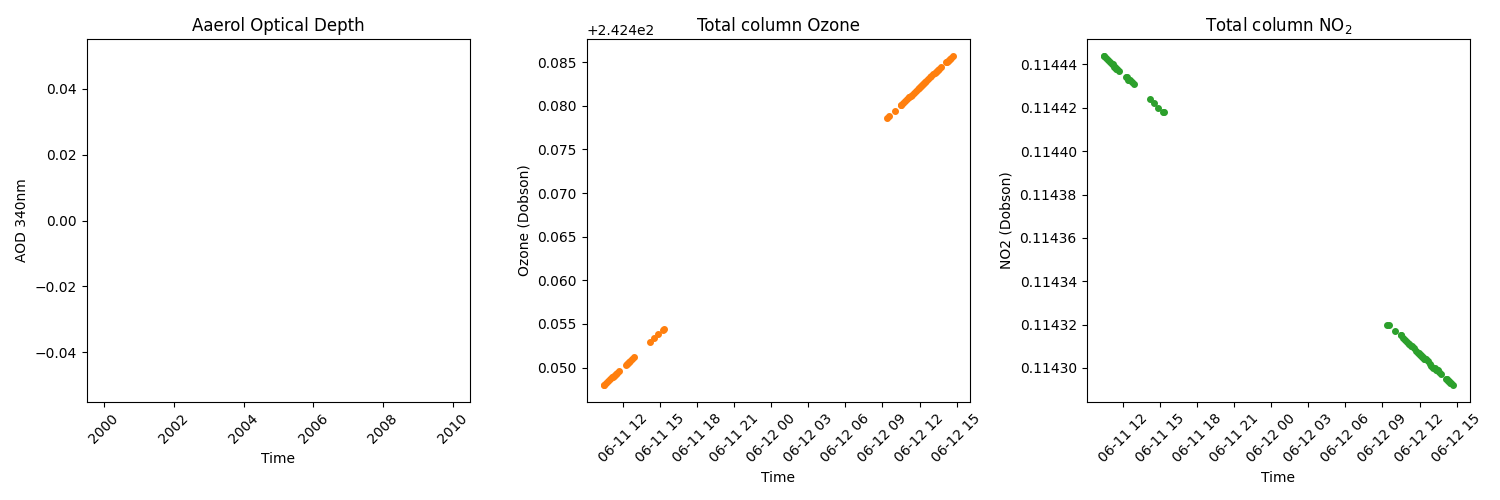 Aaerol Optical Depth
AOD 340nm
0.04
0.02
0.00
−0.02
−0.04
2000 2002 2004 2006 2008 2010
Time
Total column Ozone
+2.424e2
Ozone (Dobson)
0.085
0.080
0.075
0.070
0.065
0.060
0.055
0.050
06-11 12 06-11 15 06-11 18 06-11 21 06-12 00 06-12 03 06-12 06 06-12 09 06-12 12 06-12 15
Time
Total column NO₂
NO2 (Dobson)
0.11444
0.11442
0.11440
0.11438
0.11436
0.11434
0.11432
0.11430
06-11 12 06-11 15 06-11 18 06-11 21 06-12 00 06-12 03 06-12 06 06-12 09 06-12 12 06-12 15
Time